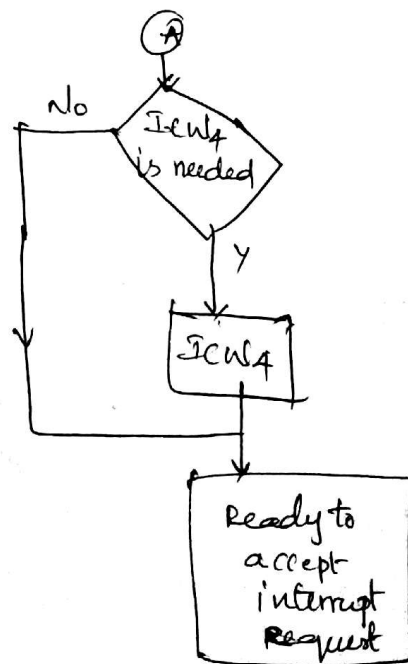 A
No
ICW4
is needed
Y
ICW4
Ready to
accept
interrupt
Request